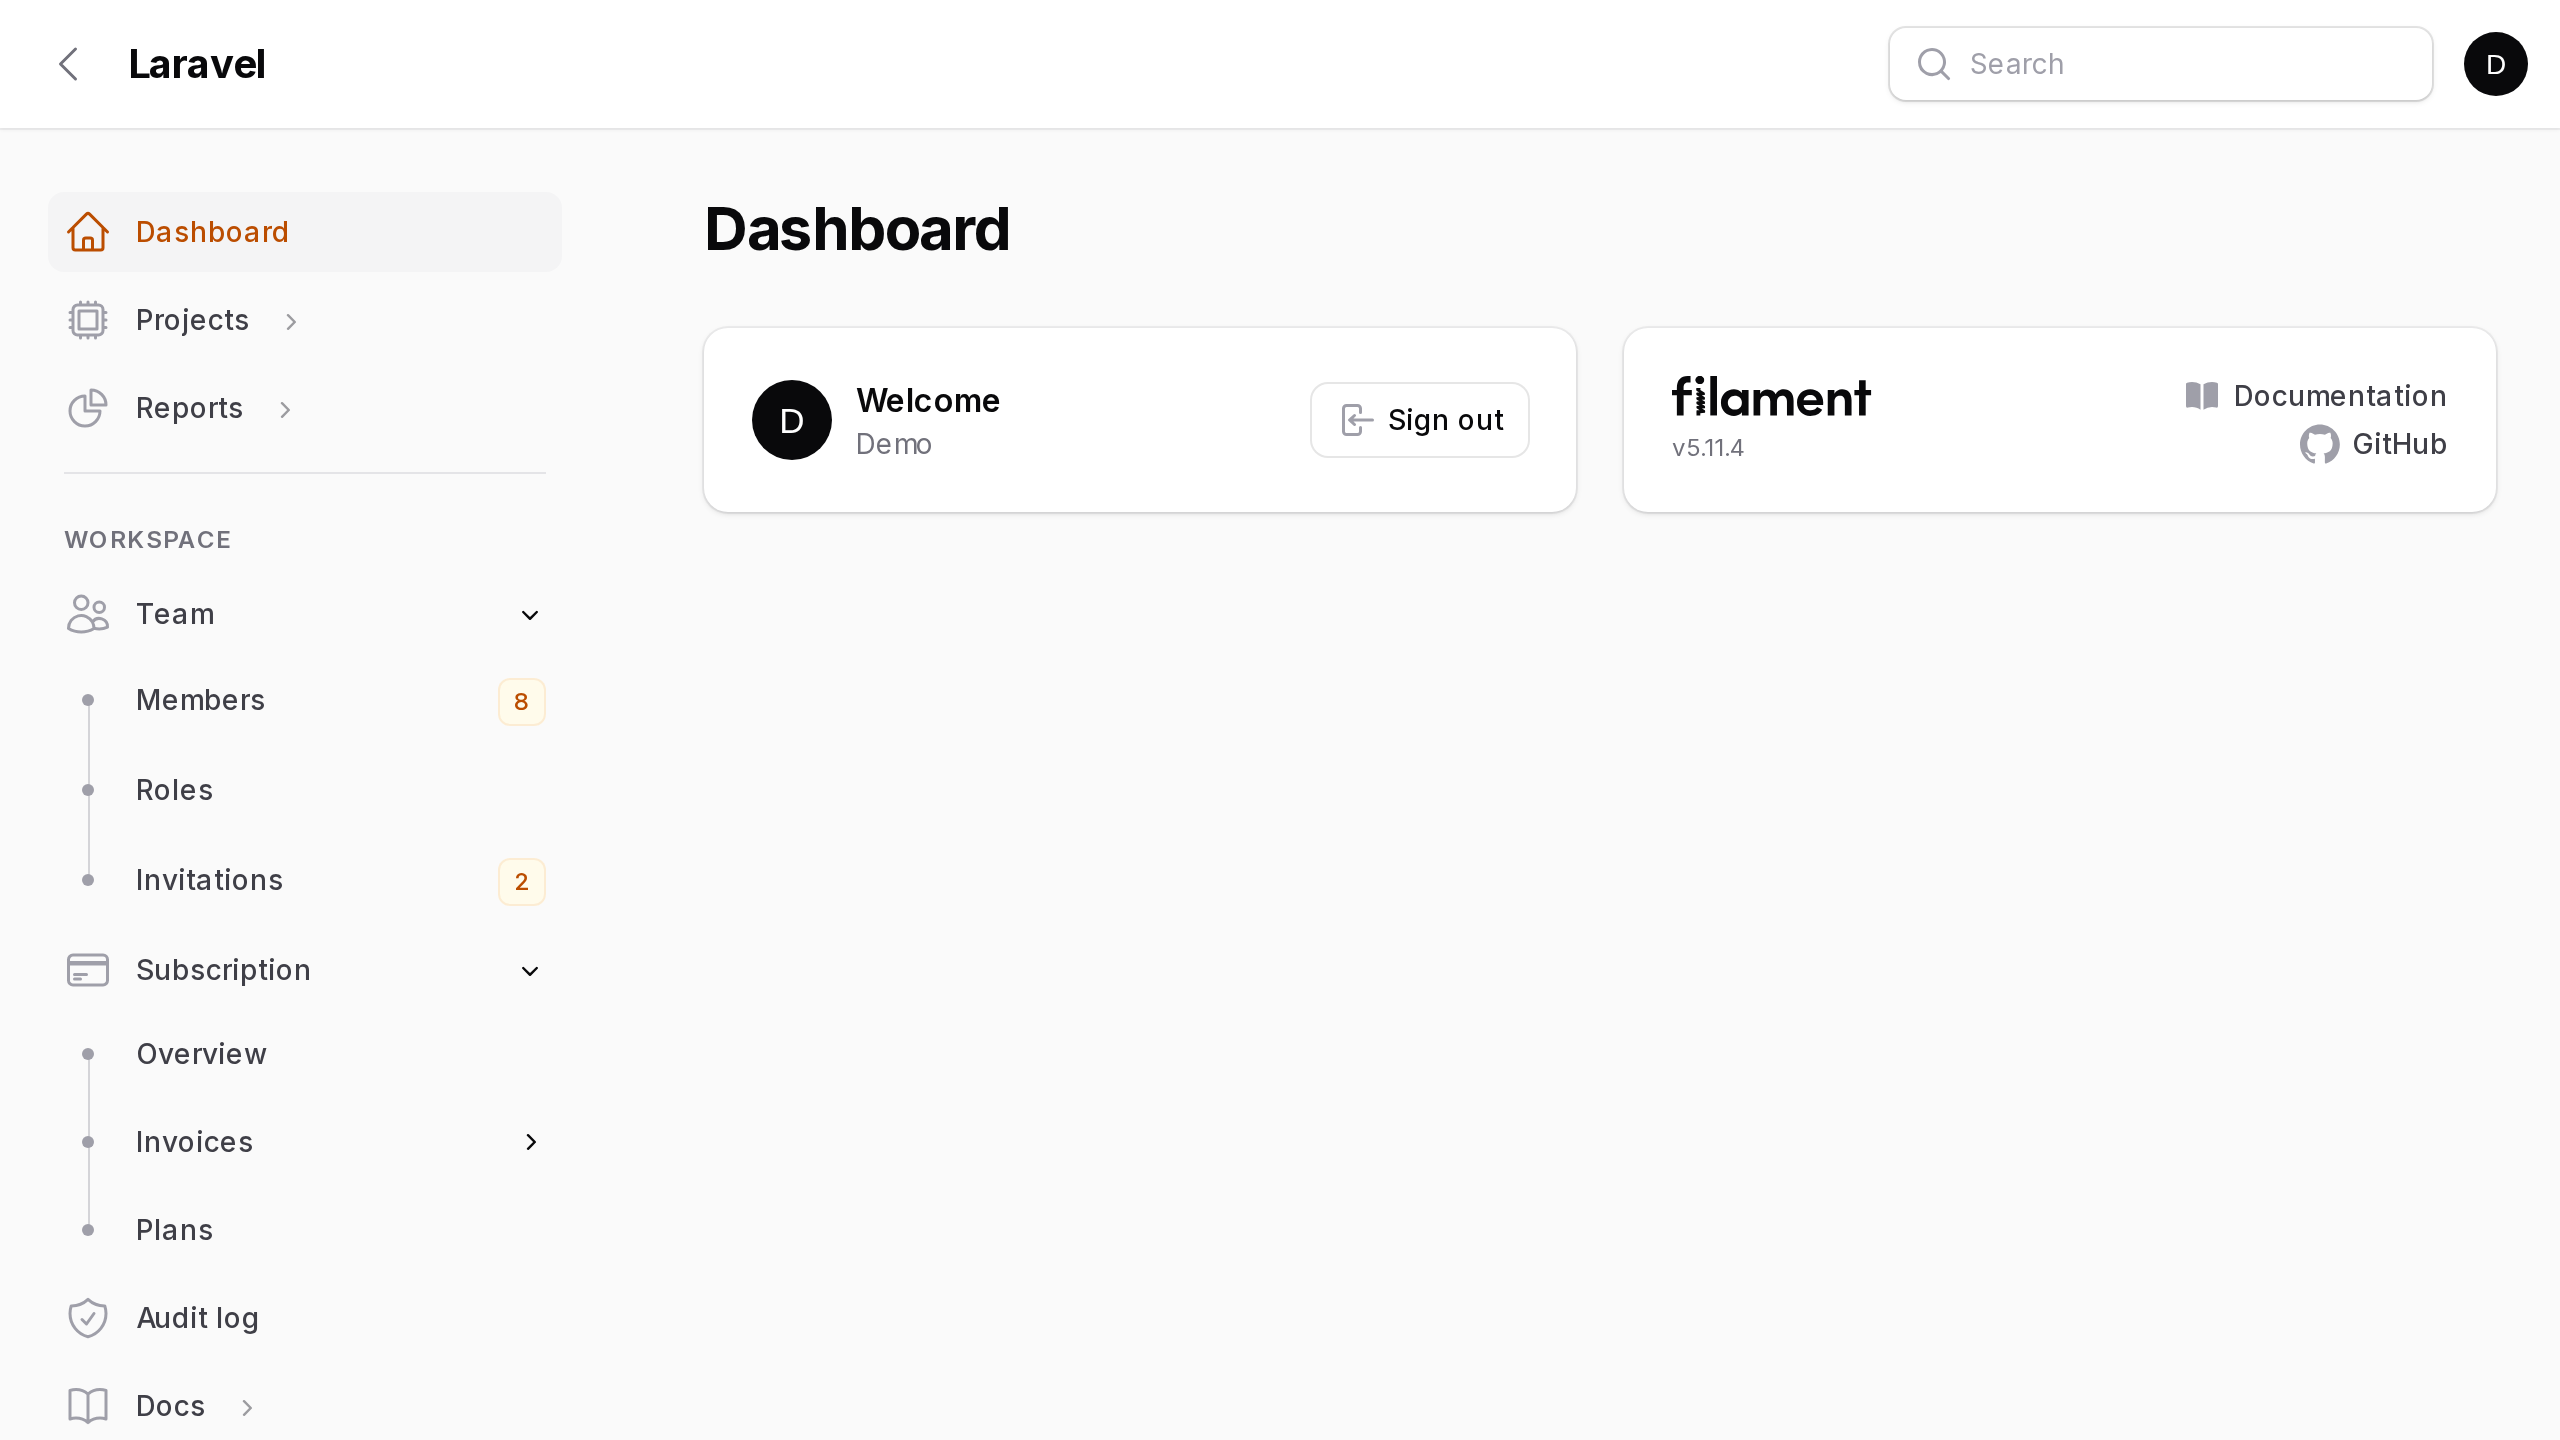 Laravel
Search
D
Dashboard
Projects
Reports
WORKSPACE
Team
Members 8
Roles
Invitations 2
Subscription
Overview
Invoices
Plans
Audit log
Docs
Dashboard
D
Welcome
Demo
Sign out
filament
v5.11.4
Documentation
GitHub